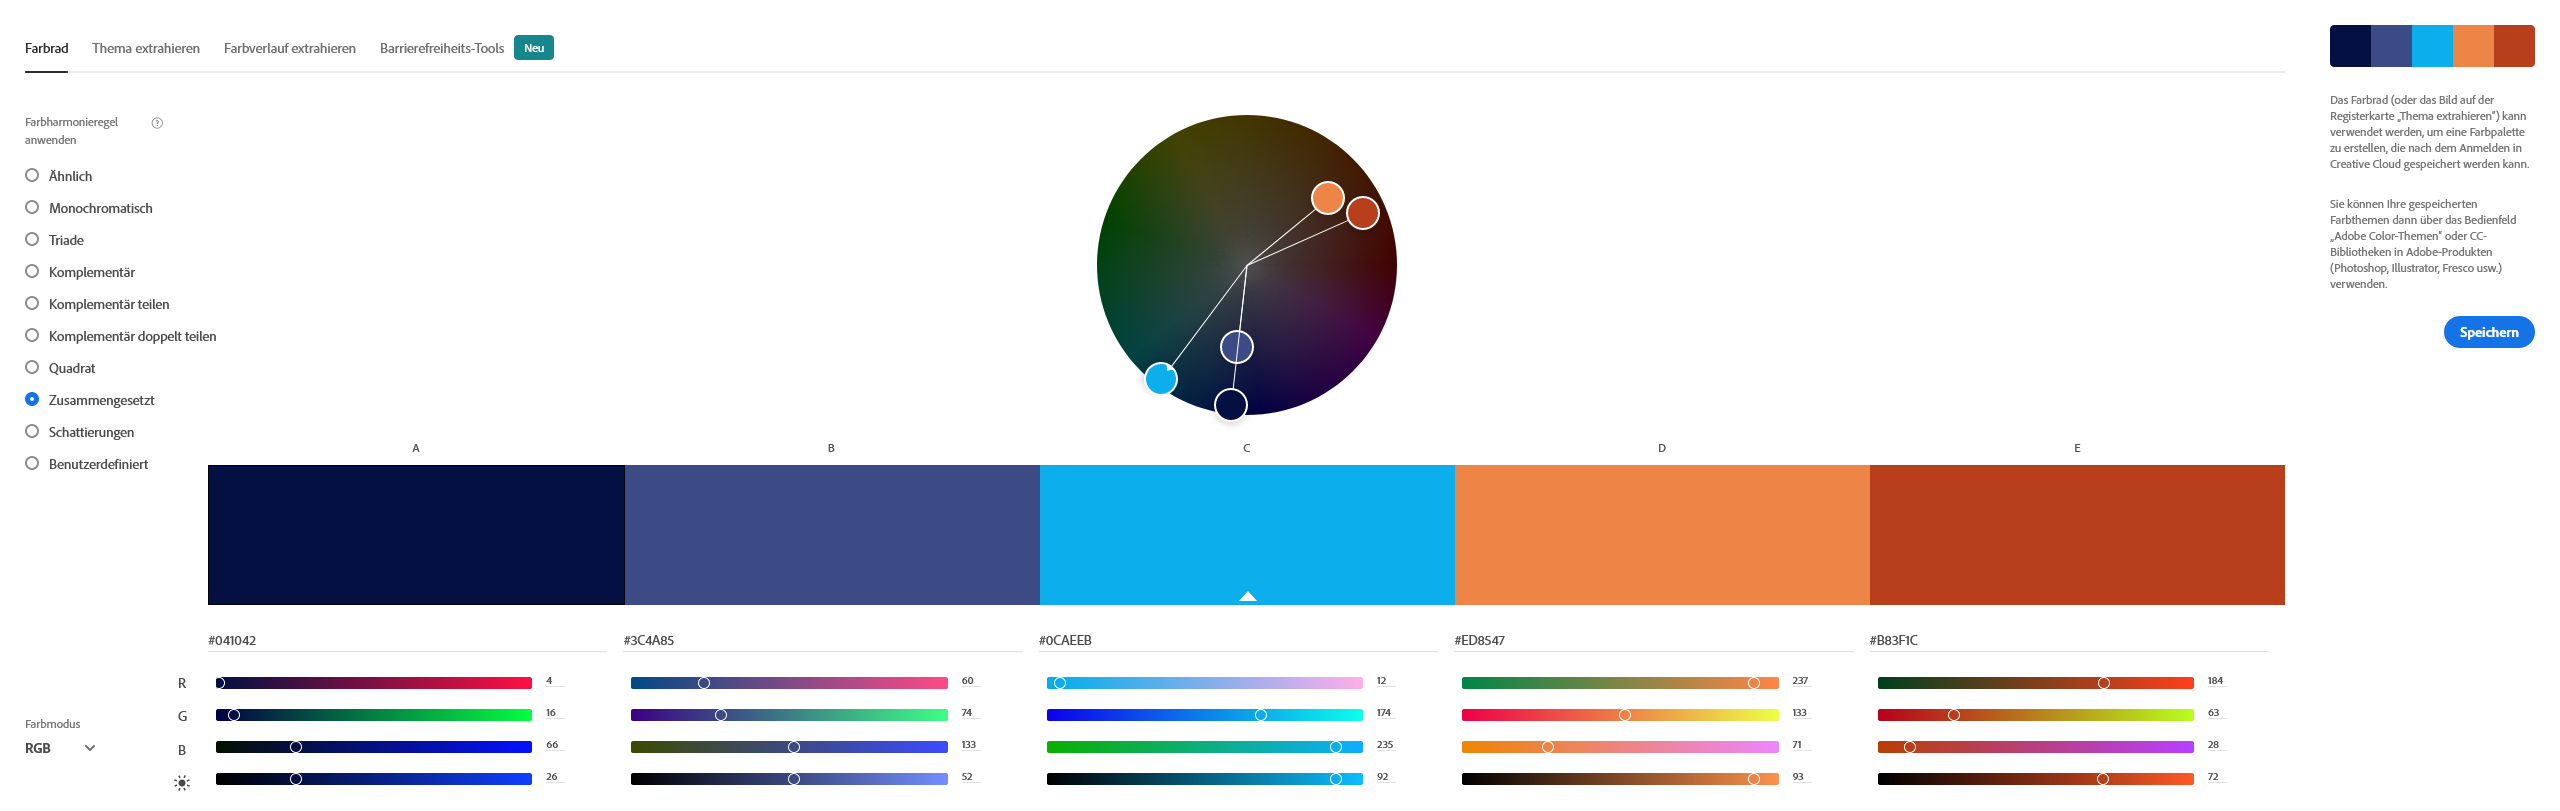 Farbrad Thema extrahieren Farbverlauf extrahieren Barrierefreiheits-Tools Neu
Farbharmonieregel
anwenden
?
Ähnlich
Monochromatisch
Triade
Komplementär
Komplementär teilen
Komplementär doppelt teilen
Quadrat
Zusammengesetzt
Schattierungen
Benutzerdefiniert
Das Farbrad (oder das Bild auf der
Registerkarte „Thema extrahieren“) kann
verwendet werden, um eine Farbpalette
zu erstellen, die nach dem Anmelden in
Creative Cloud gespeichert werden kann.
Sie können Ihre gespeicherten
Farbthemen dann über das Bedienfeld
„Adobe Color-Themen“ oder CC-
Bibliotheken in Adobe-Produkten
(Photoshop, Illustrator, Fresco usw.)
verwenden.
Speichern
A B C D E
#041042 #3C4A85 #0CAEEB #ED8547 #B83F1C
R 4 60 12 237 184
G 16 74 174 133 63
B 66 133 235 71 28
26 52 92 93 72
Farbmodus
RGB